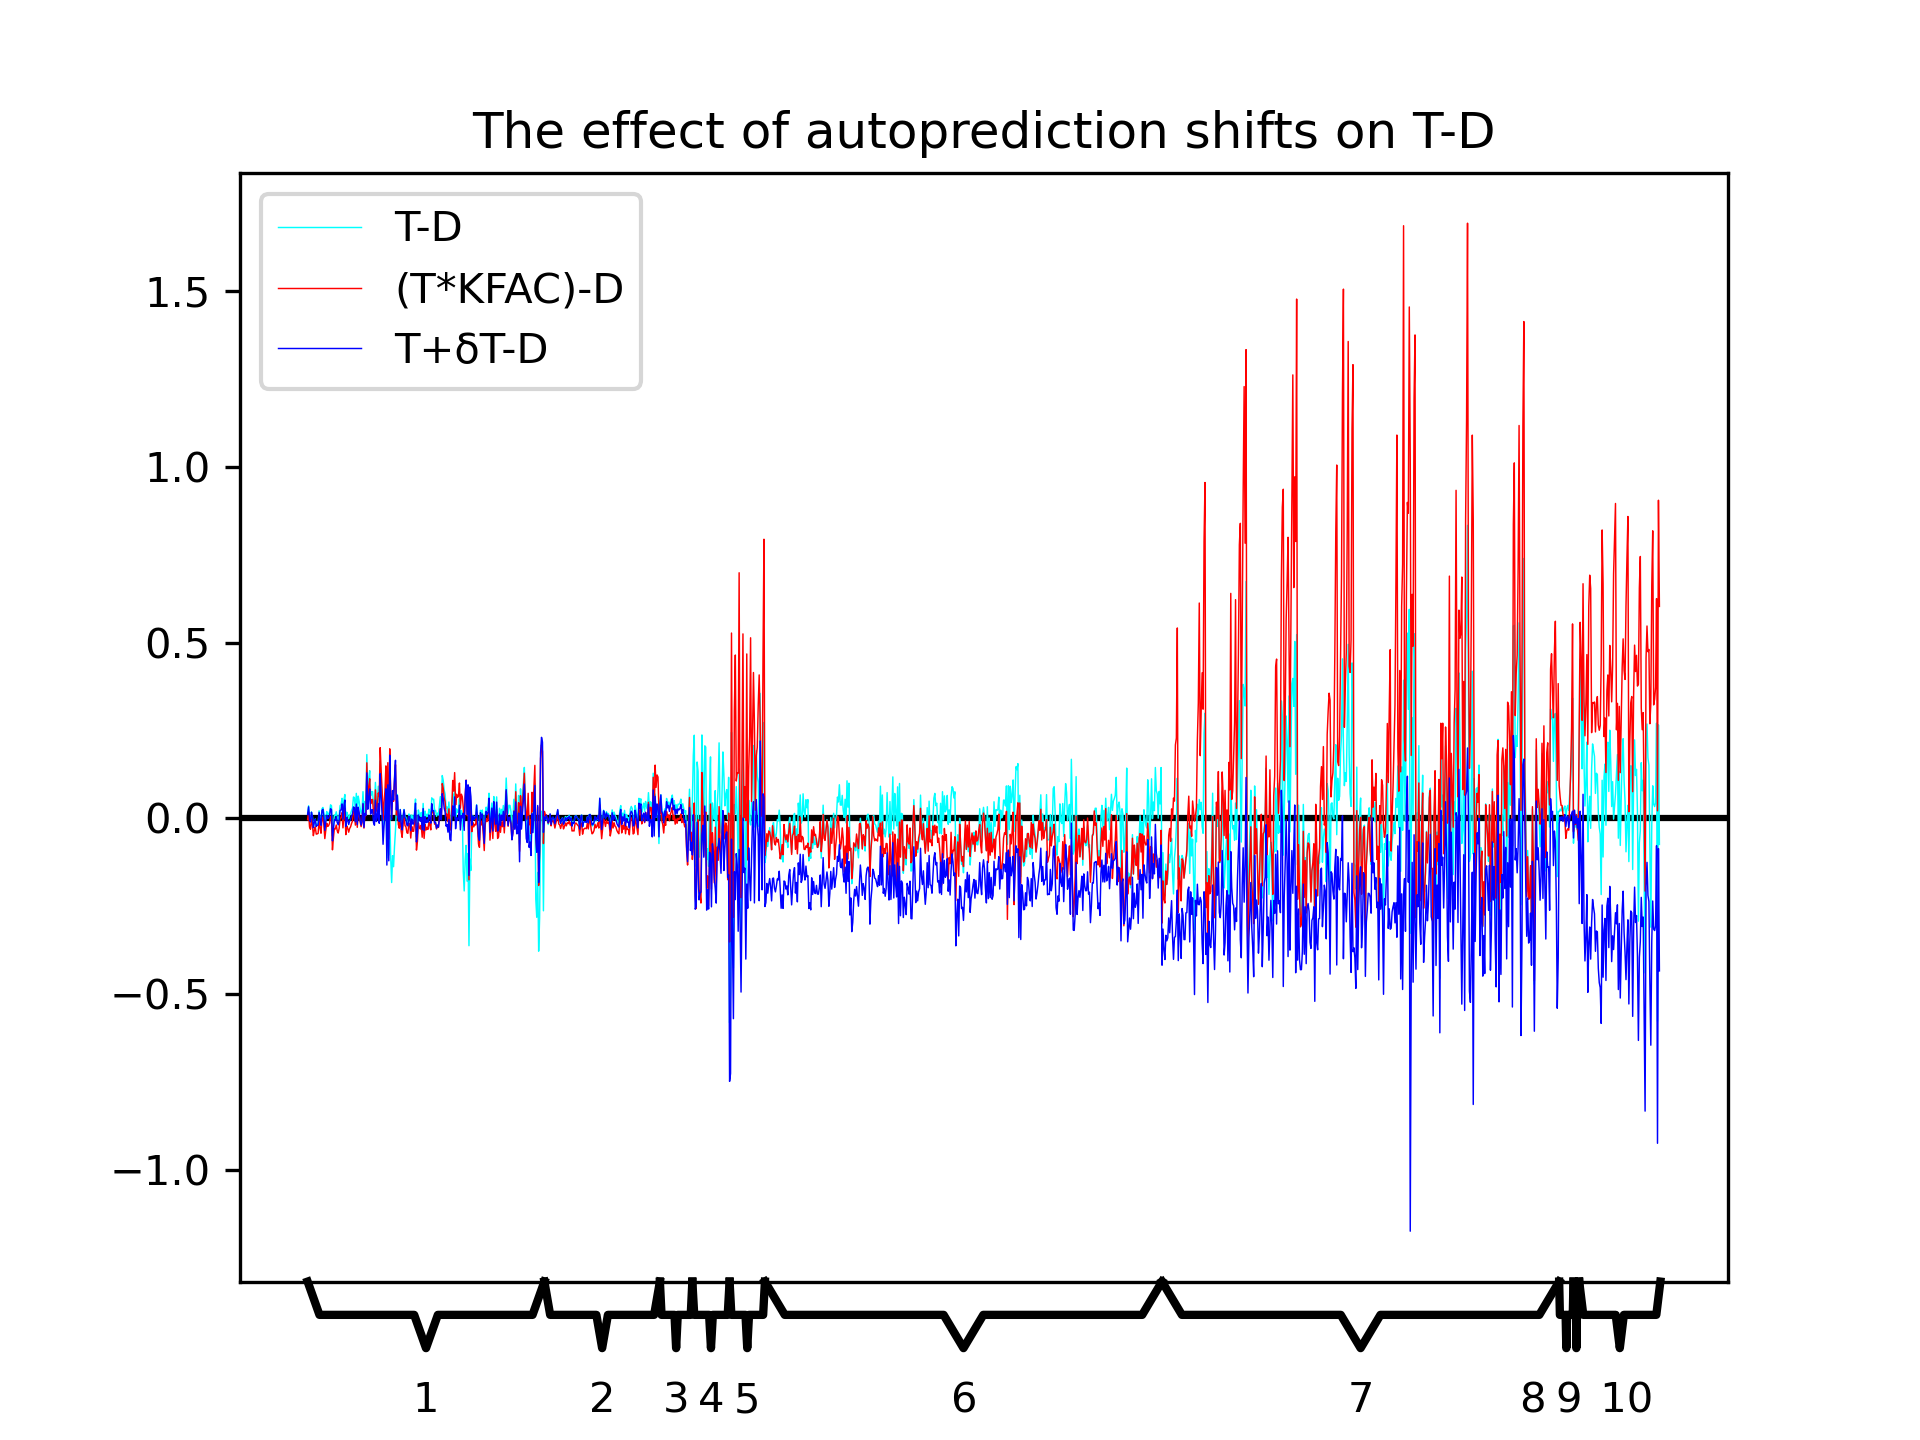 The effect of autoprediction shifts on T-D
T-D
(T*KFAC)-D
T+δT-D
1.5
1.0
0.5
0.0
−0.5
−1.0
1 2 3 4 5 6 7 8 9 10